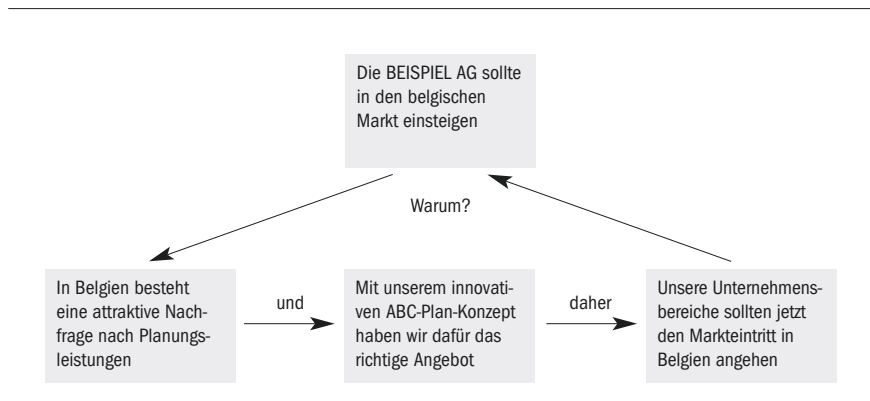 Die BEISPIEL AG sollte
in den belgischen
Markt einsteigen
Warum?
In Belgien besteht
eine attraktive Nach-
frage nach Planungs-
leistungen
und
Mit unserem innovati-
ven ABC-Plan-Konzept
haben wir dafür das
richtige Angebot
daher
Unsere Unternehmens-
bereiche sollten jetzt
den Markteintritt in
Belgien angehen